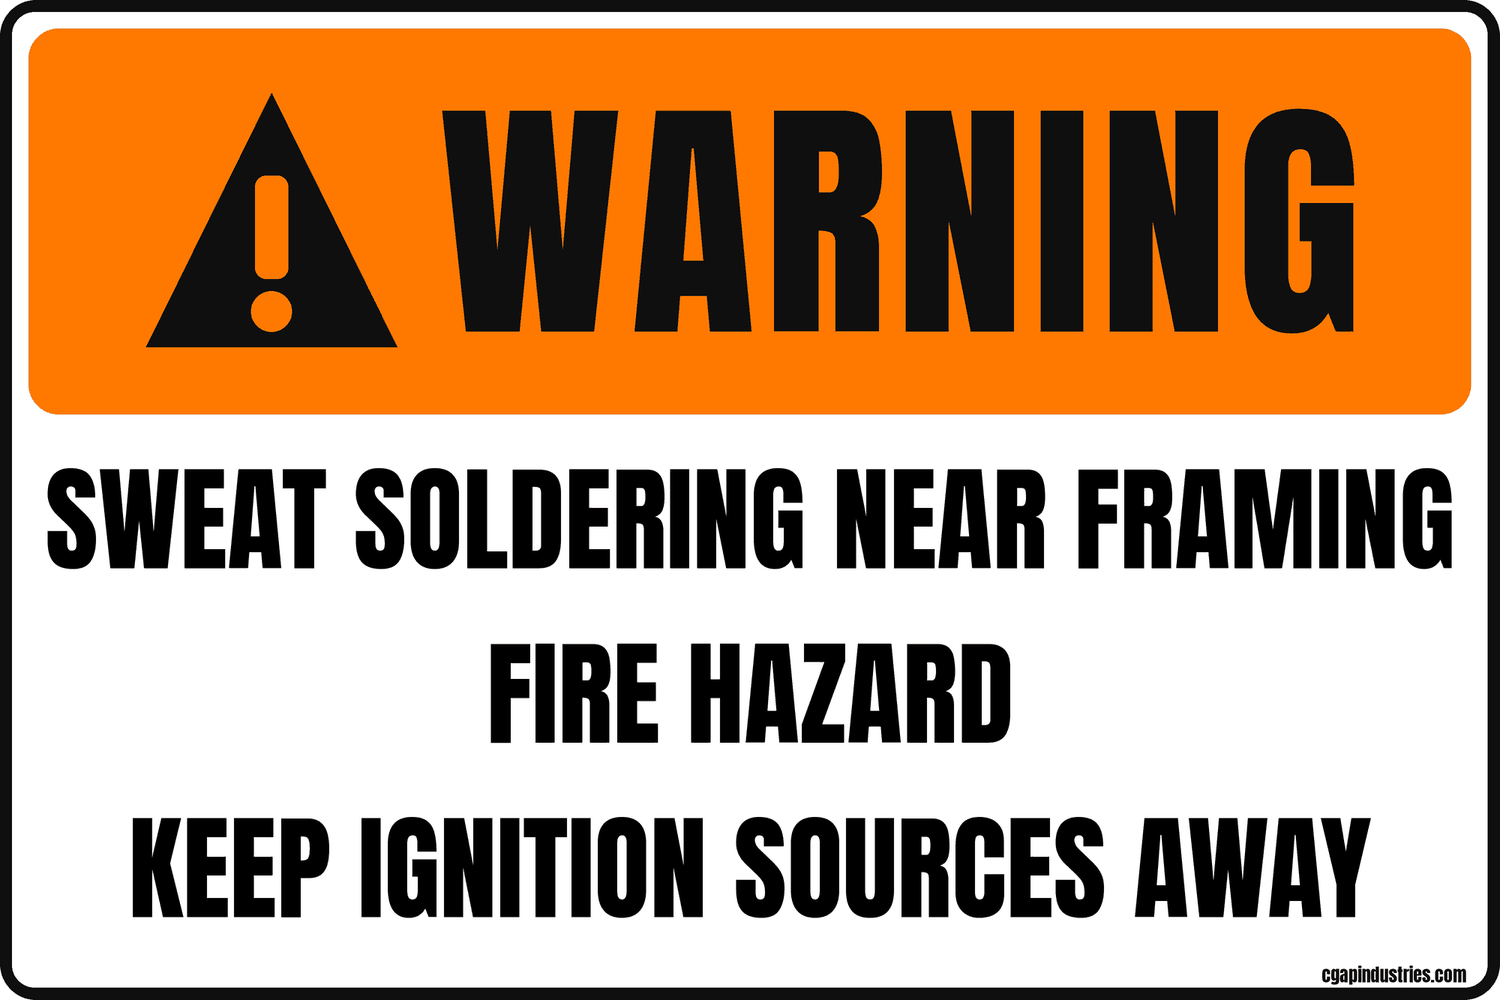 WARNING
SWEAT SOLDERING NEAR FRAMING
FIRE HAZARD
KEEP IGNITION SOURCES AWAY
cgapindustries.com